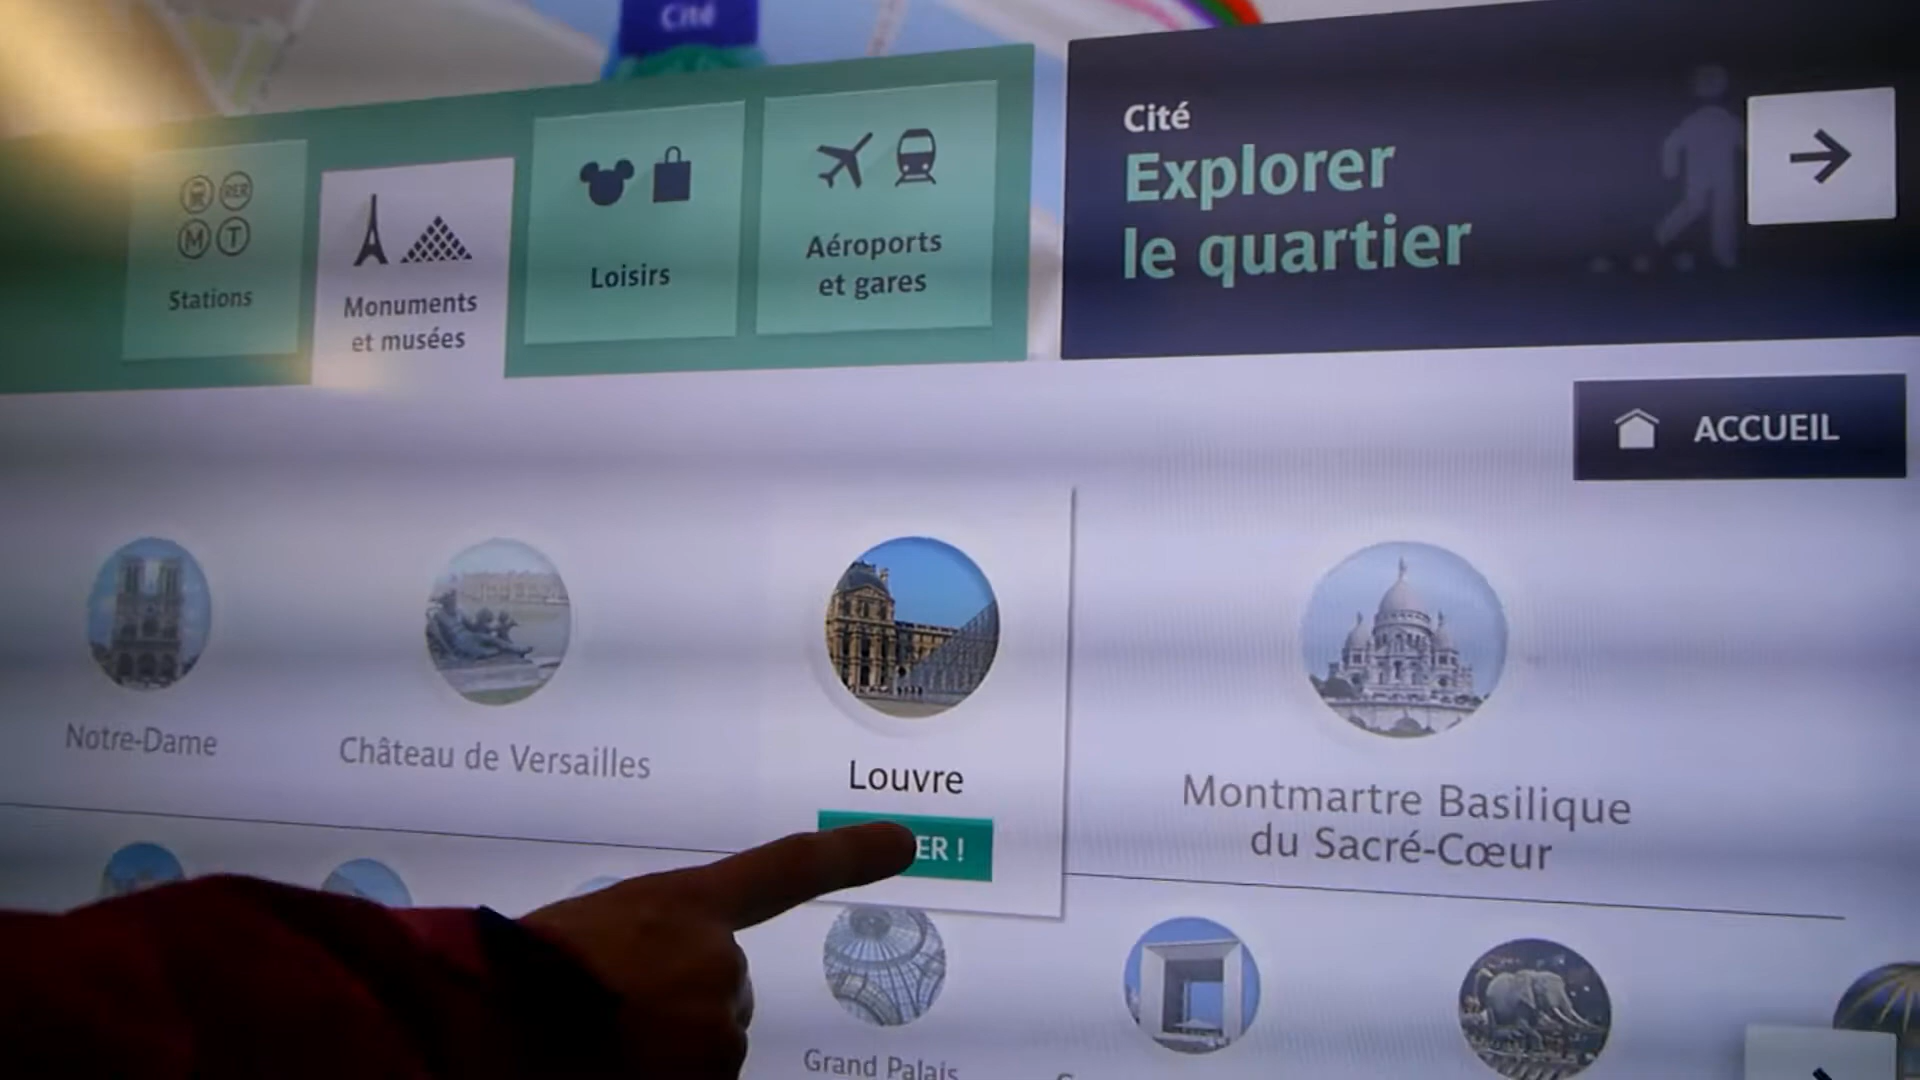 Cité
Cité
Explorer
le quartier
RER
M T
Stations
Monuments
et musées
Loisirs
Aéroports
et gares
ACCUEIL
Notre-Dame
Château de Versailles
Louvre
ER !
Montmartre Basilique
du Sacré-Cœur
Grand Palais